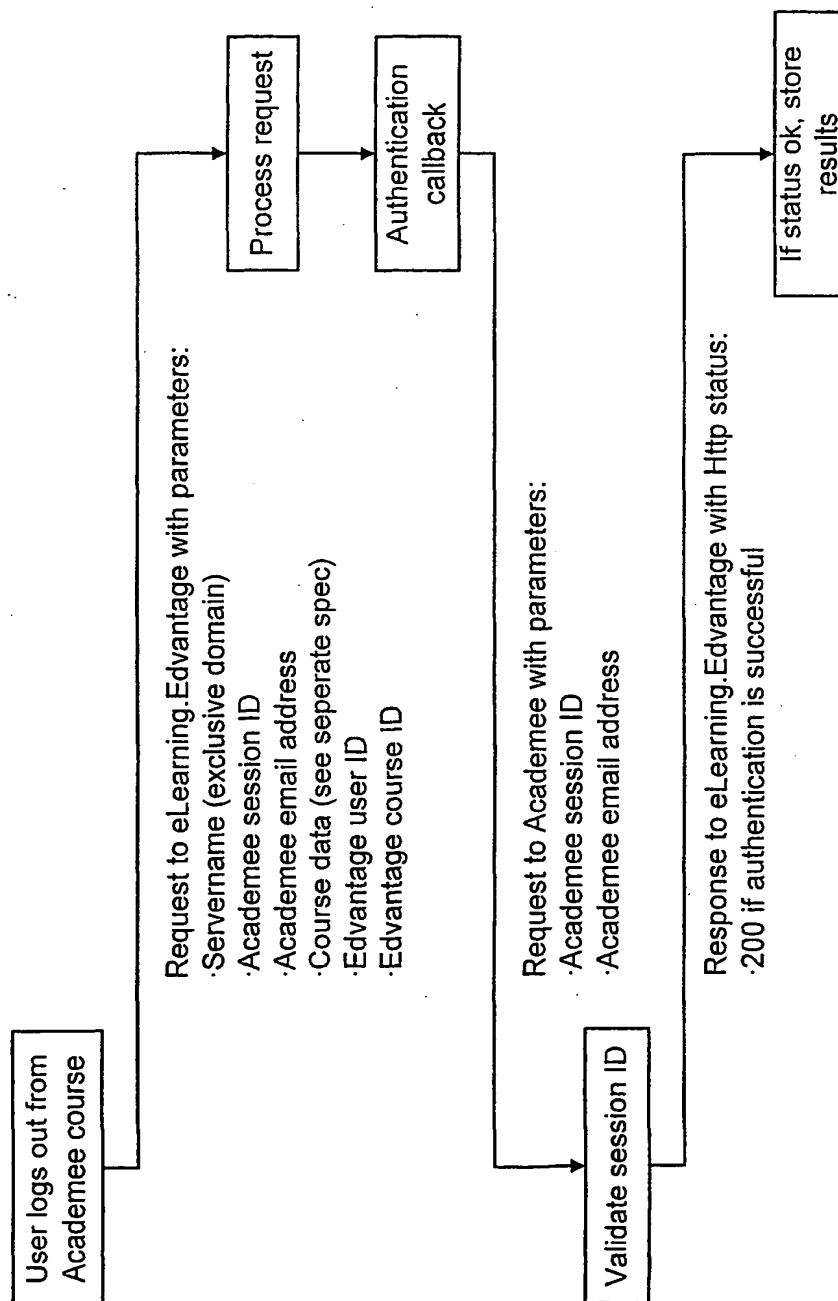 User logs out from
Academee course
Request to eLearning.Edvantage with parameters:
·Servername (exclusive domain)
·Academee session ID
·Academee email address
·Course data (see seperate spec)
·Edvantage user ID
·Edvantage course ID
Process request
Authentication
callback
Request to Academee with parameters:
·Academee session ID
·Academee email address
Validate session ID
Response to eLearning.Edvantage with Http status:
·200 if authentication is successful
If status ok, store
results